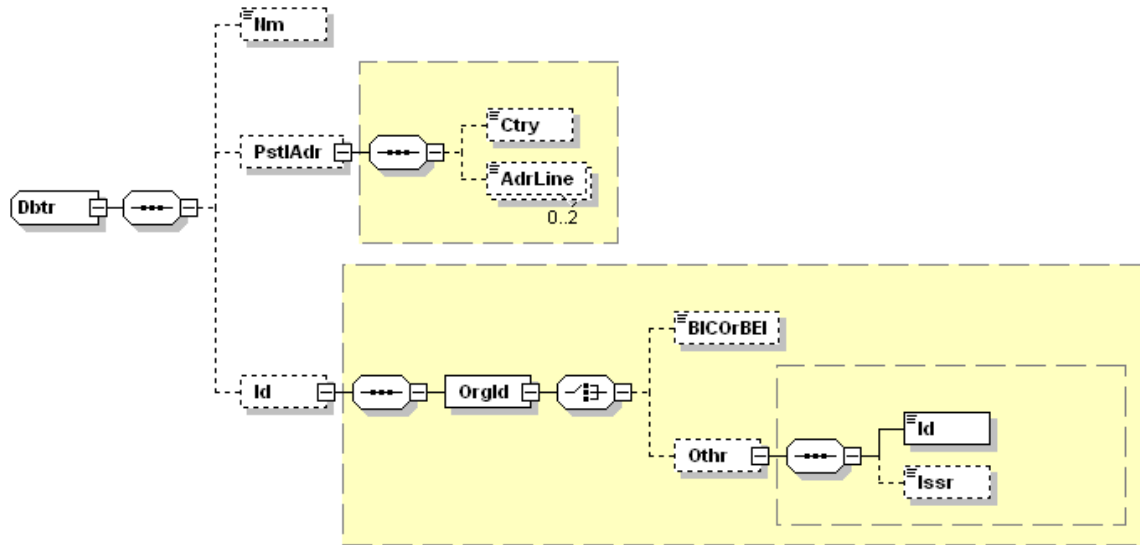 Nm
Ctry
PstlAdr
AdrLine
0..2
Dbtr
BICOrBEI
Id
OrgId
Id
Othr
Issr